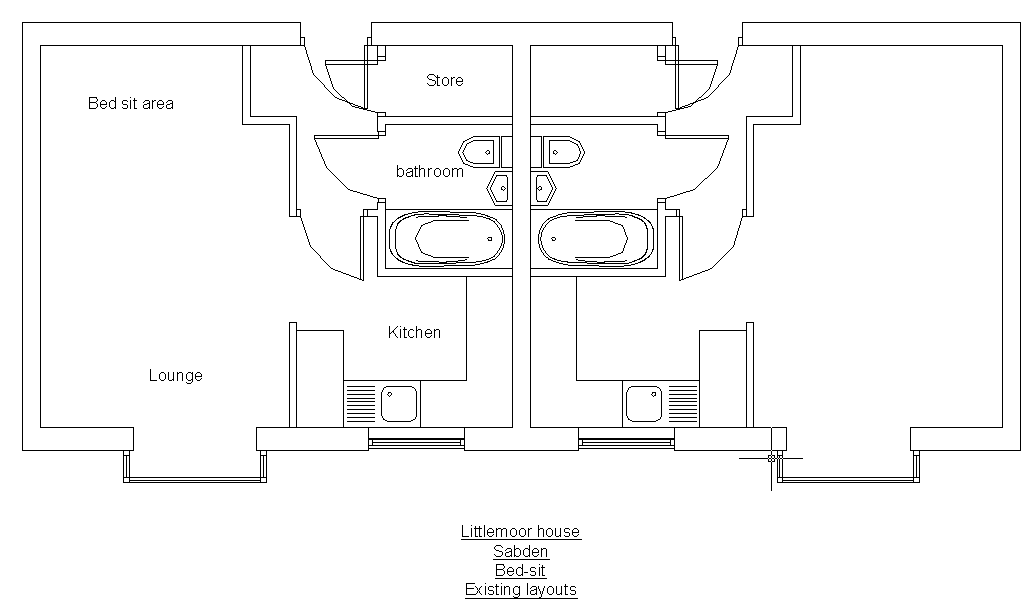 Store
Bed sit area
bathroom
Kitchen
Lounge
Littlemoor house
Sabden
Bed-sit
Existing layouts